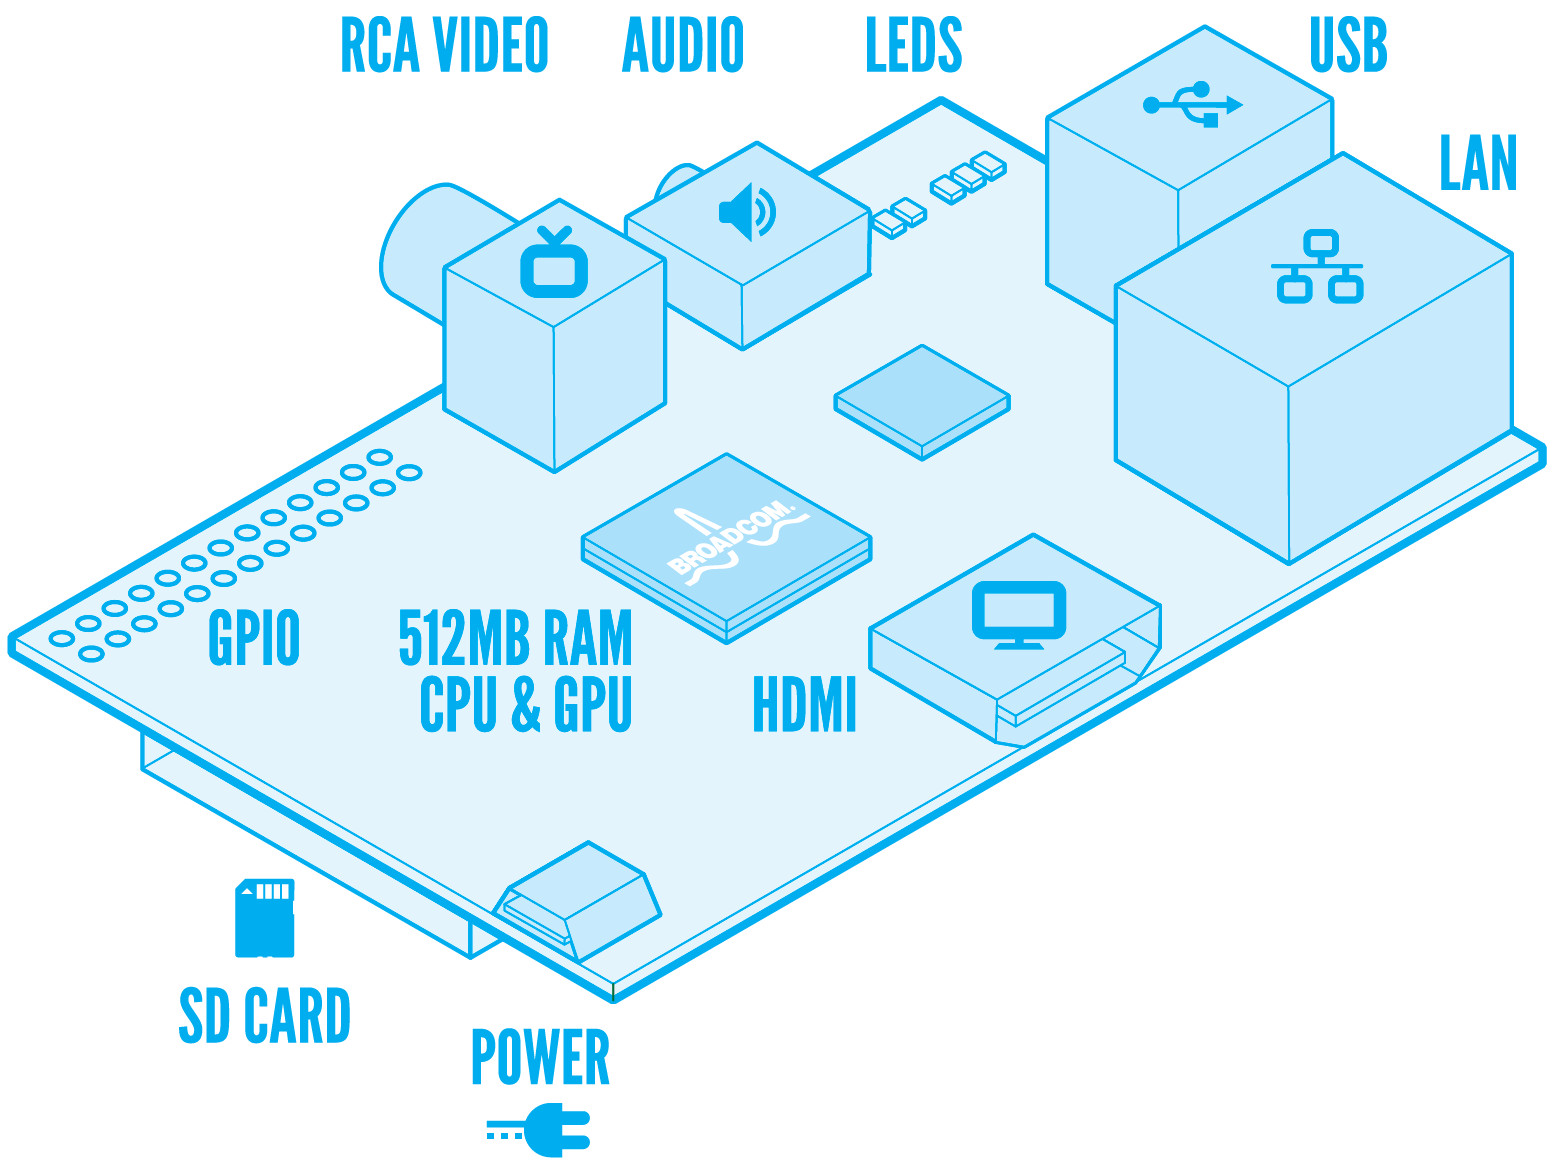 RCA VIDEO
AUDIO
LEDS
USB
LAN
BROADCOM.
GPIO
512MB RAM
CPU & GPU
HDMI
SD CARD
POWER